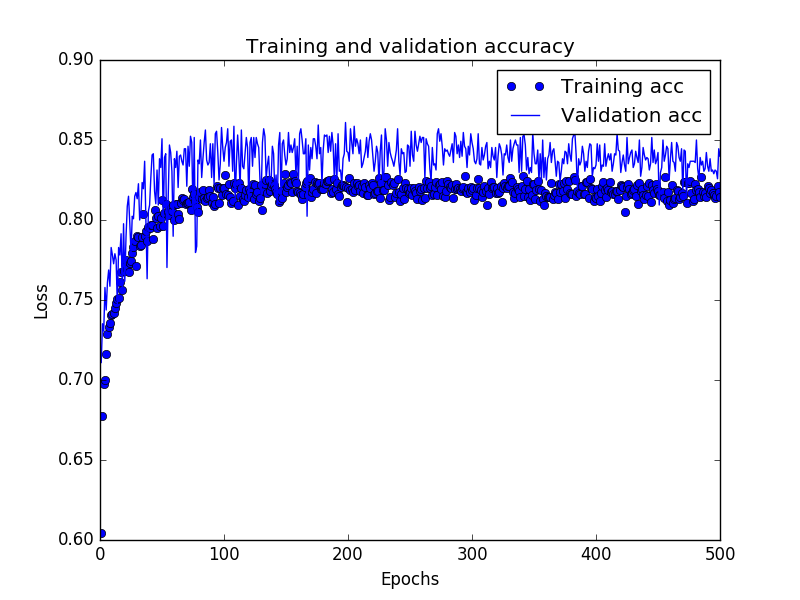 Training and validation accuracy
0.90
0.85
0.80
0.75
0.70
0.65
0.60
Loss
Training acc
Validation acc
0 100 200 300 400 500
Epochs